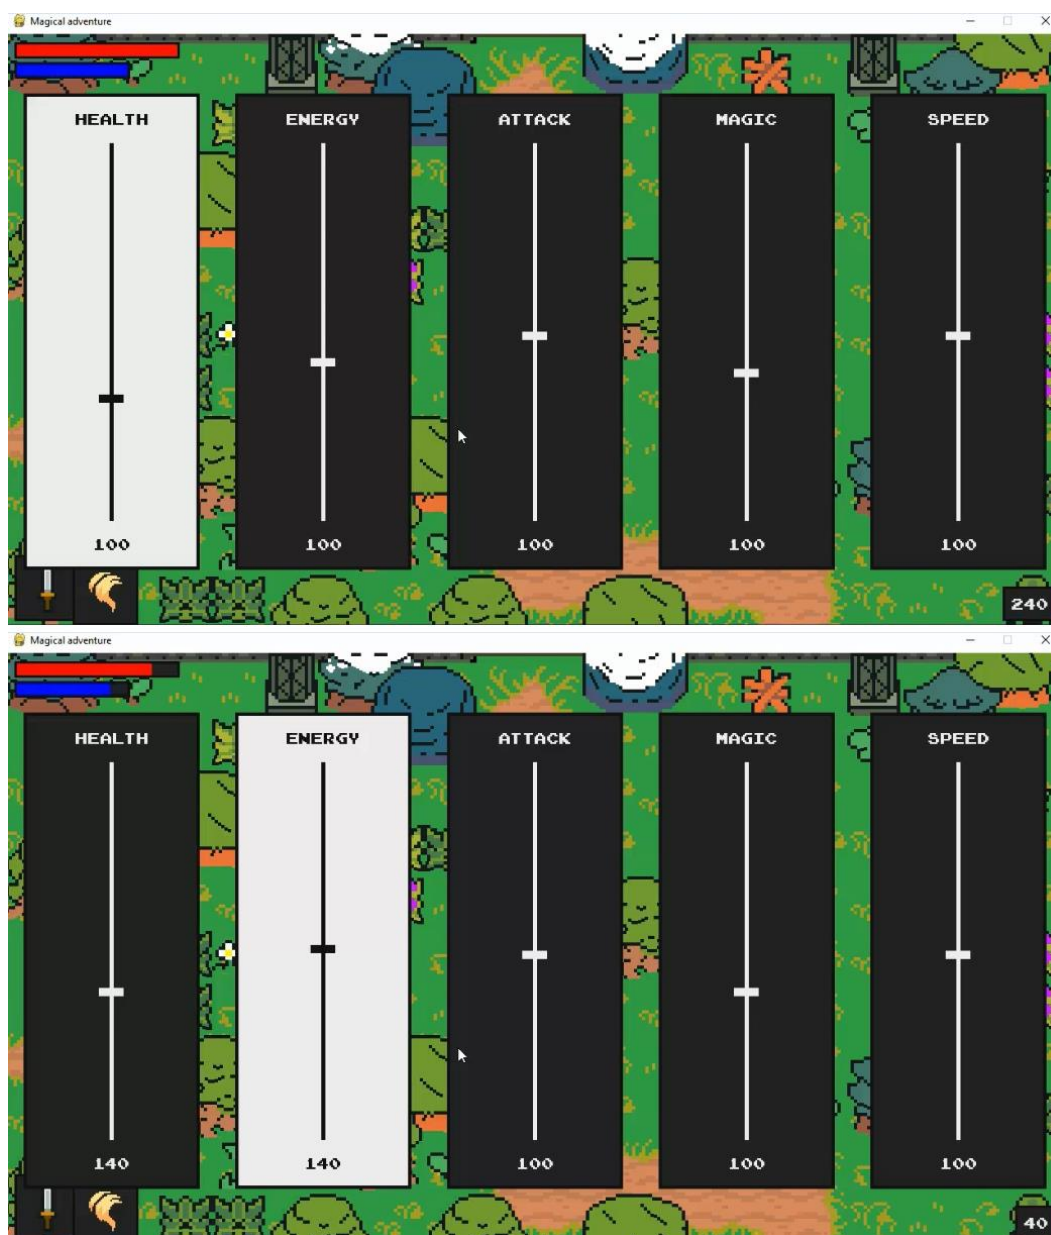 Magical adventure
HEALTH ENERGY ATTACK MAGIC SPEED
100 100 100 100 100
240
Magical adventure
HEALTH ENERGY ATTACK MAGIC SPEED
140 140 100 100 100
40